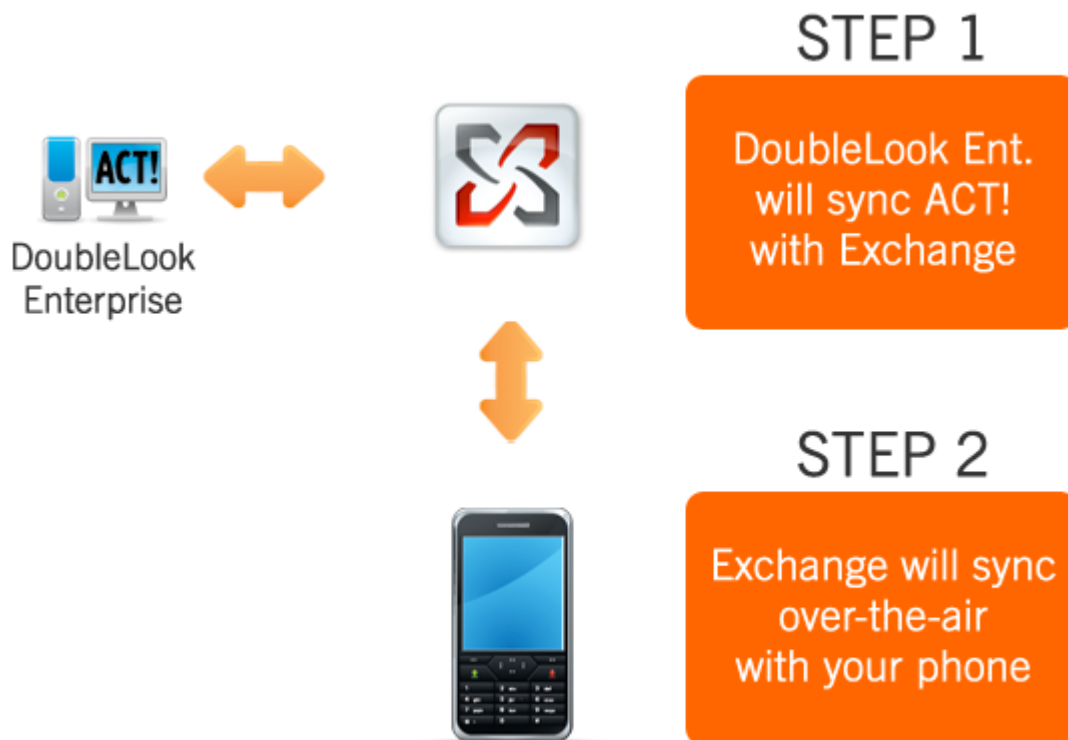 STEP 1
ACT!
DoubleLook
Enterprise
DoubleLook Ent.
will sync ACT!
with Exchange
STEP 2
Exchange will sync
over-the-air
with your phone